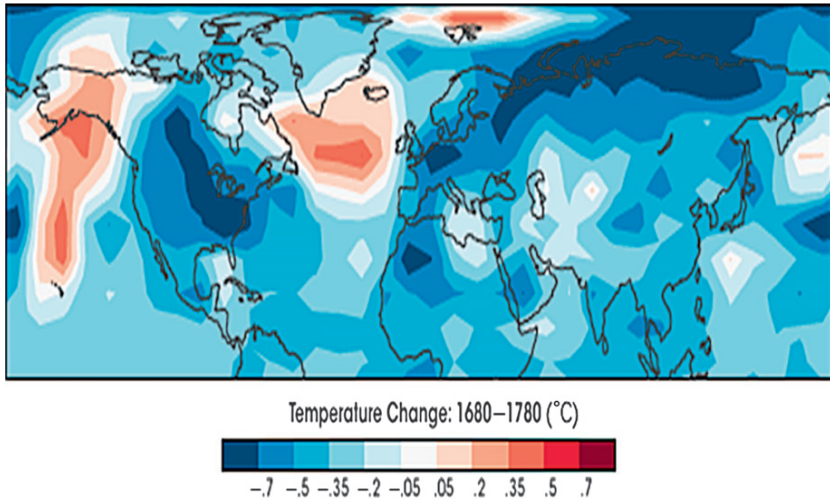 Temperature Change: 1680–1780 (°C)
–.7 –.5 –.35 –.2 –.05 .05 .2 .35 .5 .7